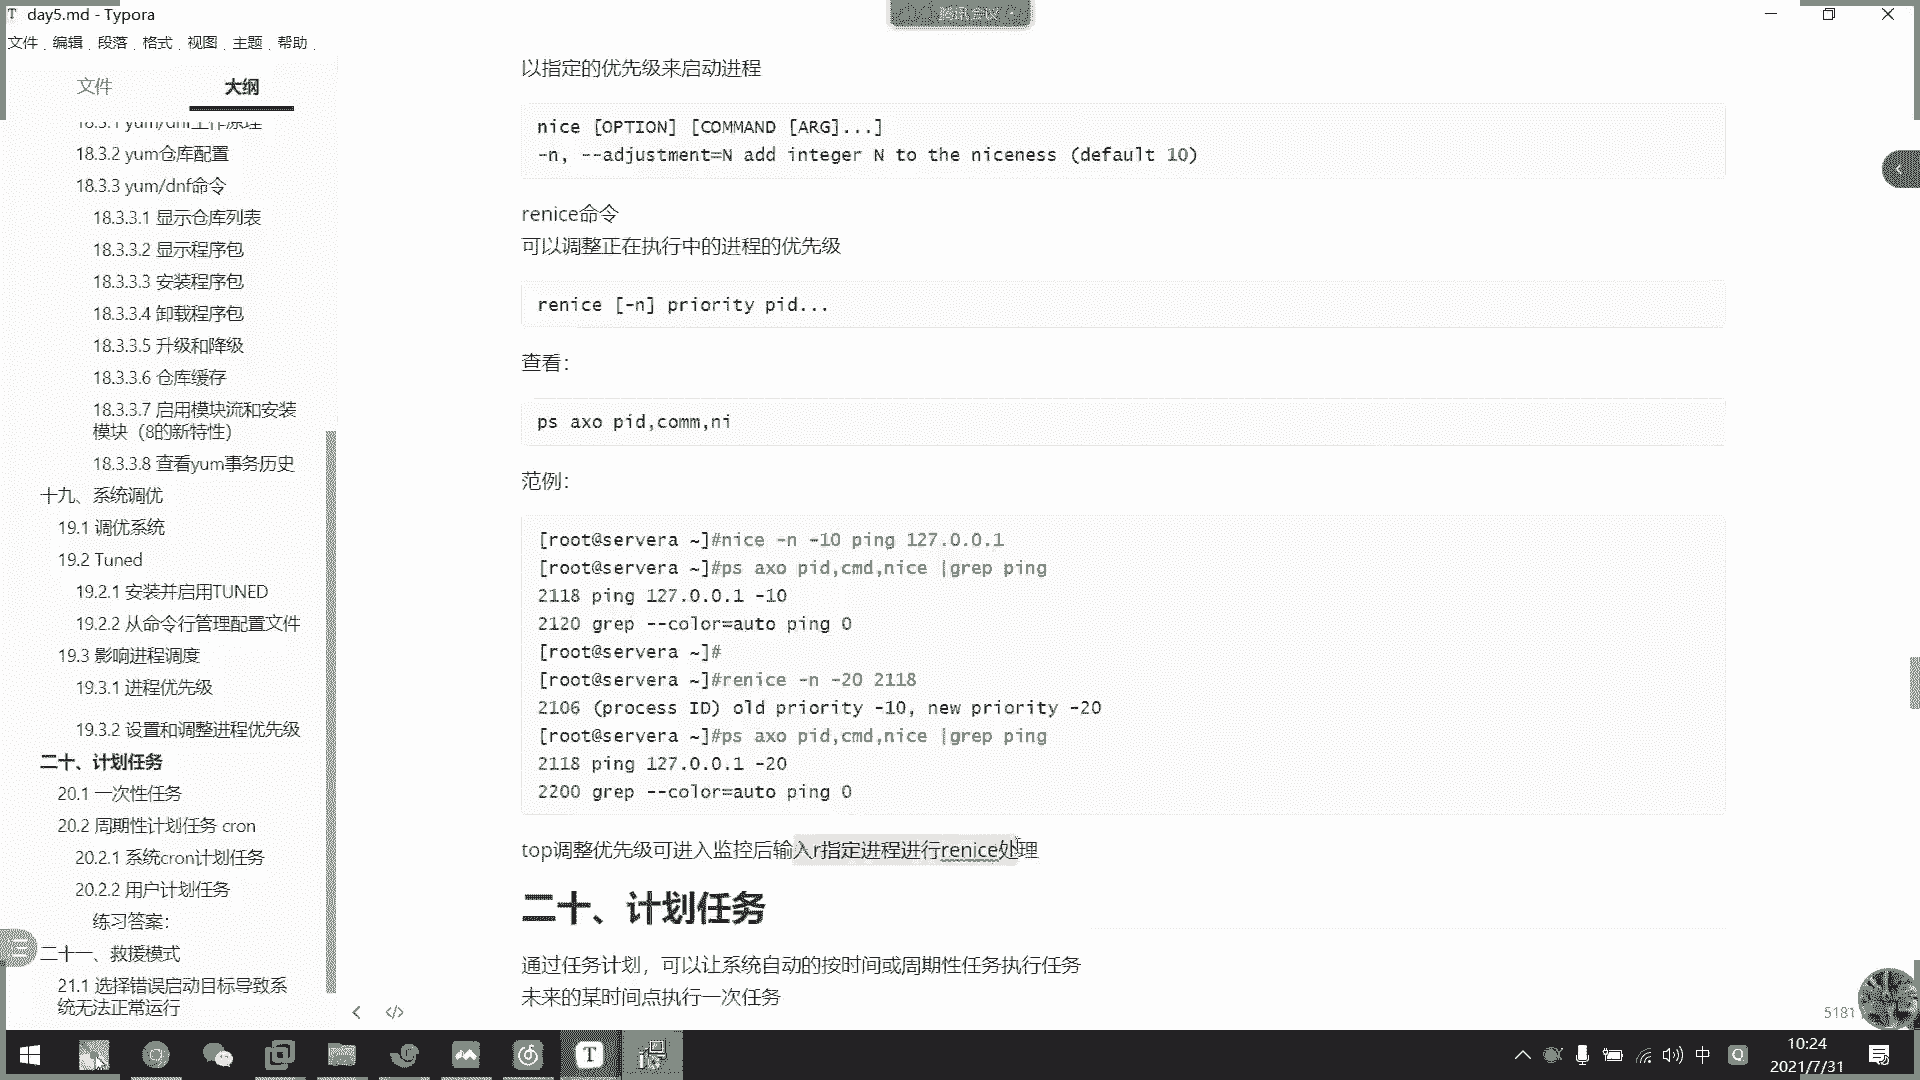 day5.md - Typora
腾讯会议
文件 编辑 段落 格式 视图 主题 帮助
文件 大纲
18.3.1 yum/dnf工作原理
18.3.2 yum仓库配置
18.3.3 yum/dnf命令
18.3.3.1 显示仓库列表
18.3.3.2 显示程序包
18.3.3.3 安装程序包
18.3.3.4 卸载程序包
18.3.3.5 升级和降级
18.3.3.6 仓库缓存
18.3.3.7 启用模块流和安装
模块（8的新特性）
18.3.3.8 查看yum事务历史
十九、系统调优
19.1 调优系统
19.2 Tuned
19.2.1 安装并启用TUNED
19.2.2 从命令行管理配置文件
19.3 影响进程调度
19.3.1 进程优先级
19.3.2 设置和调整进程优先级
二十、计划任务
20.1 一次性任务
20.2 周期性计划任务 cron
20.2.1 系统cron计划任务
20.2.2 用户计划任务
练习答案：
二十一、救援模式
21.1 选择错误启动目标导致系
统无法正常运行
以指定的优先级来启动进程
nice [OPTION] [COMMAND [ARG]...]
-n, --adjustment=N add integer N to the niceness (default 10)
renice命令
可以调整正在执行中的进程的优先级
renice [-n] priority pid...
查看：
ps axo pid,comm,ni
范例：
[root@servera ~]#nice -n -10 ping 127.0.0.1
[root@servera ~]#ps axo pid,cmd,nice |grep ping
2118 ping 127.0.0.1 -10
2120 grep --color=auto ping 0
[root@servera ~]#
[root@servera ~]#renice -n -20 2118
2106 (process ID) old priority -10, new priority -20
[root@servera ~]#ps axo pid,cmd,nice |grep ping
2118 ping 127.0.0.1 -20
2200 grep --color=auto ping 0
top调整优先级可进入监控后输入r指定进程进行renice处理
二十、计划任务
通过任务计划，可以让系统自动的按时间或周期性任务执行任务
未来的某时间点执行一次任务
5181
中
10:24
2021/7/31